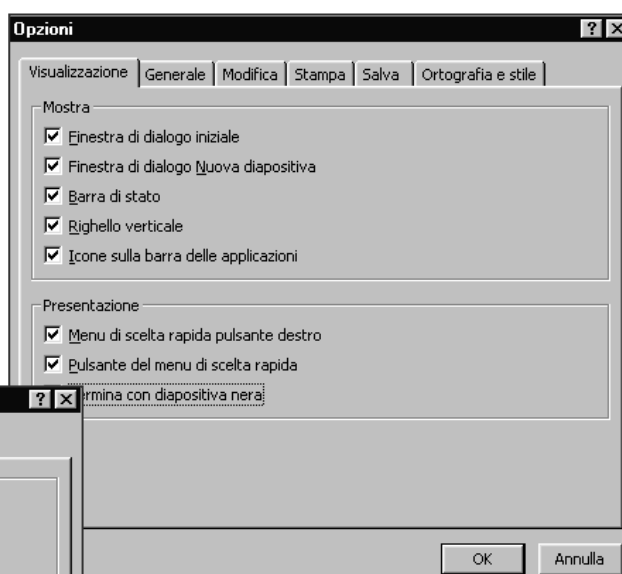 Opzioni
Visualizzazione Generale Modifica Stampa Salva Ortografia e stile
Mostra
Finestra di dialogo iniziale
Finestra di dialogo Nuova diapositiva
Barra di stato
Righello verticale
Icone sulla barra delle applicazioni
Presentazione
Menu di scelta rapida pulsante destro
Pulsante del menu di scelta rapida
ermina con diapositiva nera
OK Annulla